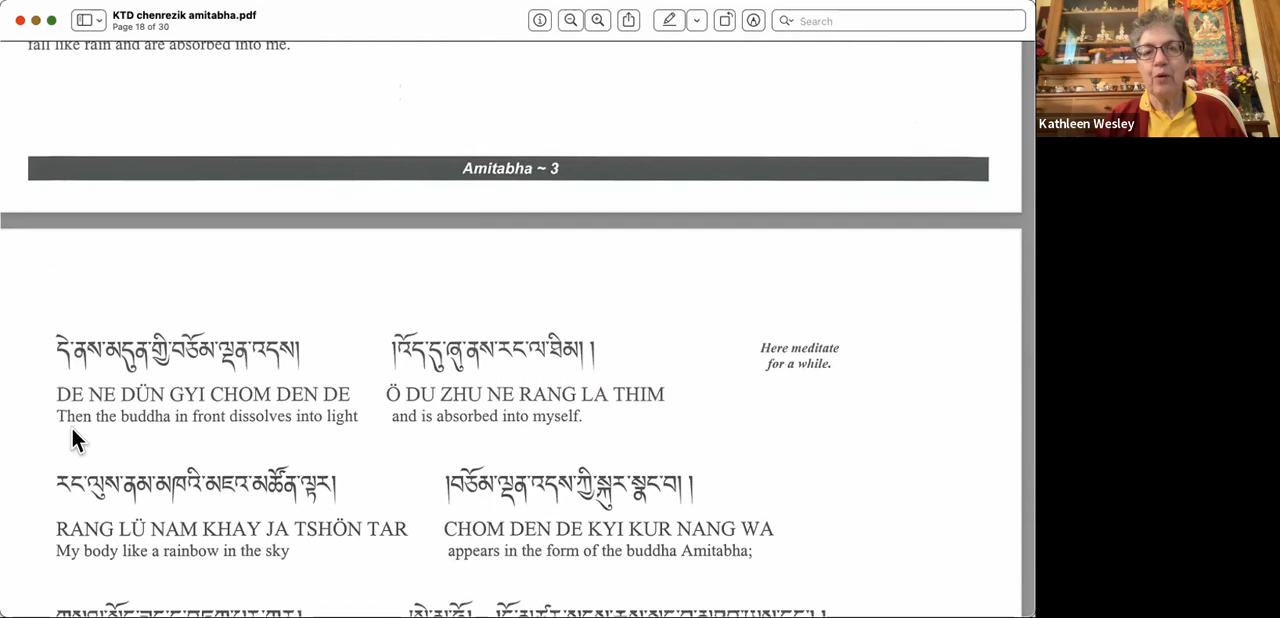 KTD chenrezik amitabha.pdf
Page 18 of 30
Search
Kathleen Wesley
fall like rain and are absorbed into me.
Amitabha ~ 3
དེ་ནས་མདུན་གྱི་བཅོམ་ལྡན་འདས། །འོད་དུ་ཞུ་ནས་རང་ལ་ཐིམ། །
Here meditate
for a while.
DE NE DÜN GYI CHOM DEN DE Ö DU ZHU NE RANG LA THIM
Then the buddha in front dissolves into light and is absorbed into myself.
རང་ལུས་ནམ་མཁའི་མཇའ་མཚོན་ལྟར། །བཅོམ་ལྡན་འདས་ཀྱི་སྐུར་སྣང་བ། །
RANG LÜ NAM KHAY JA TSHÖN TAR CHOM DEN DE KYI KUR NANG WA
My body like a rainbow in the sky appears in the form of the buddha Amitabha;